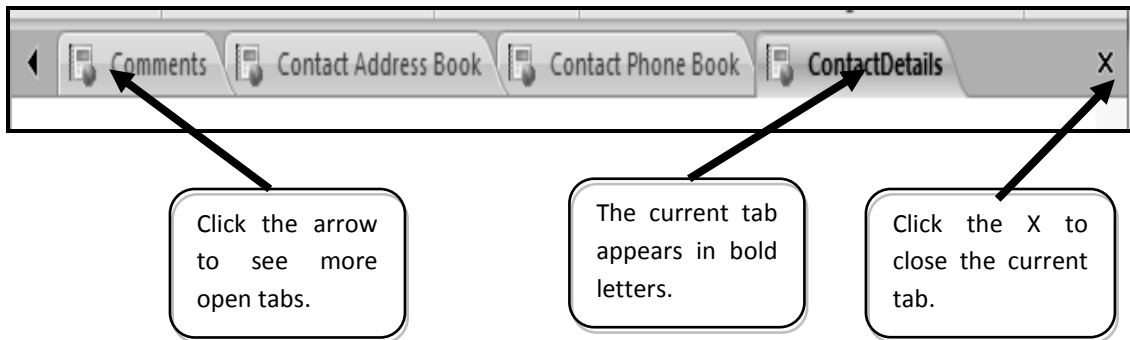 Comments Contact Address Book Contact Phone Book ContactDetails X
Click the arrow
to see more
open tabs.
The current tab
appears in bold
letters.
Click the X to
close the current
tab.